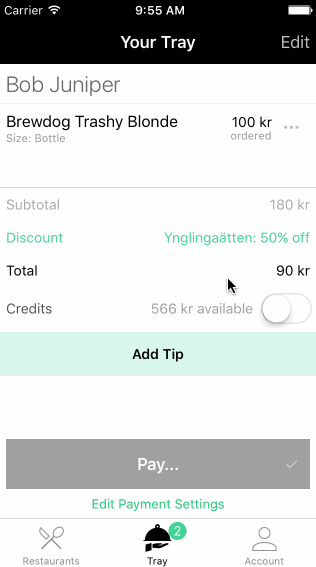 Carrier 9:55 AM
Your Tray Edit
Bob Juniper
Brewdog Trashy Blonde 100 kr
Size: Bottle ordered
Subtotal 180 kr
Discount Ynglingaätten: 50% off
Total 90 kr
Credits 566 kr available
Add Tip
Pay...
Edit Payment Settings
2
Restaurants Tray Account